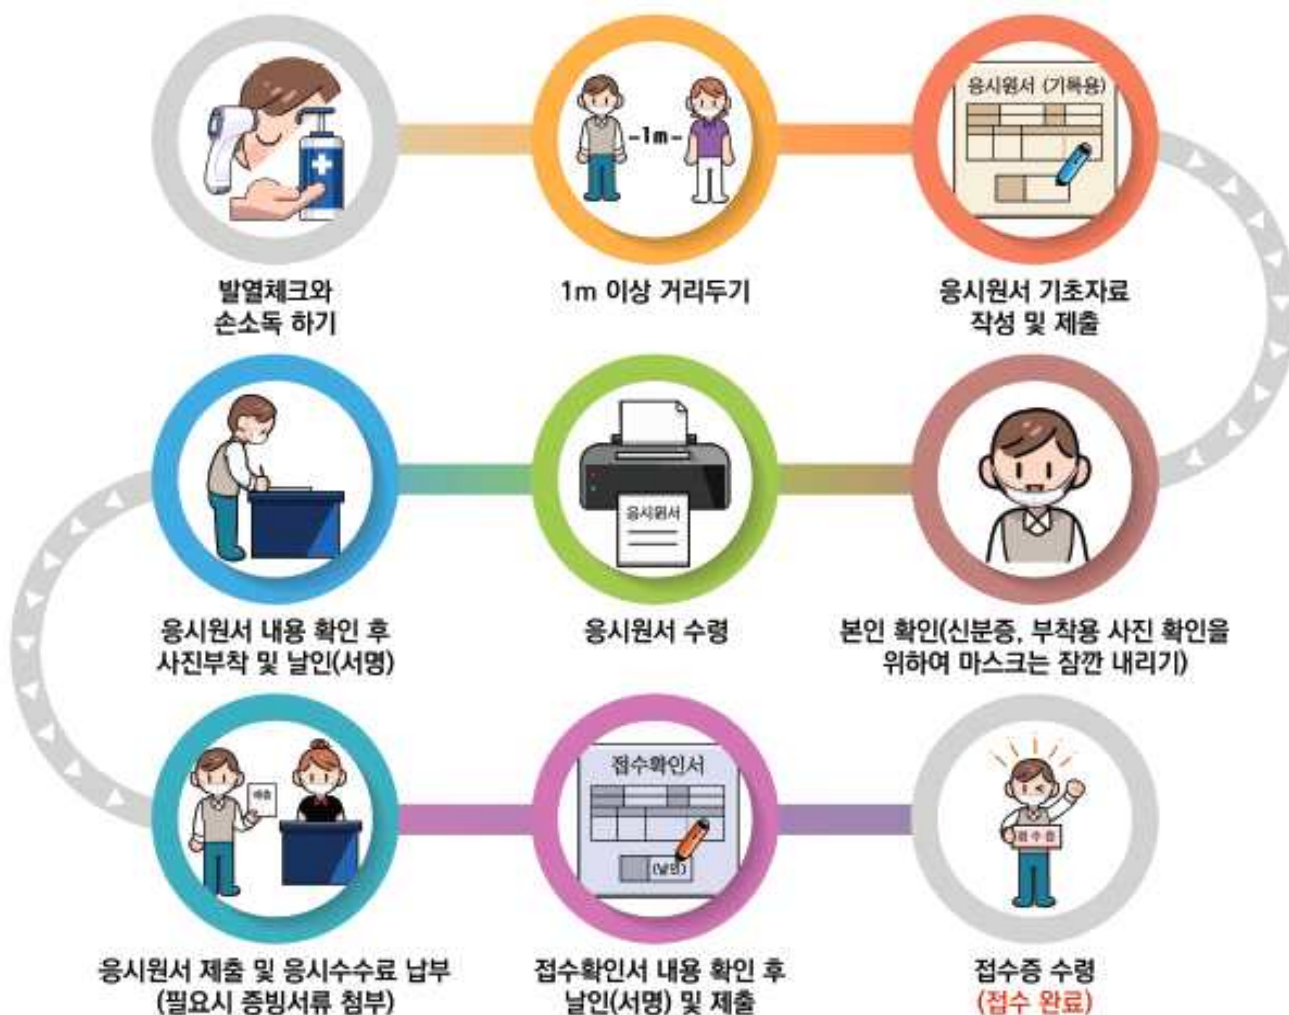 -1m-
응시원서 (기록용)
발열체크와
손소독 하기
1m 이상 거리두기
응시원서 기초자료
작성 및 제출
본인 확인(신분증, 부착용 사진 확인을
위하여 마스크는 잠깐 내리기)
응시원서
응시원서 수령
응시원서 내용 확인 후
사진부착 및 날인(서명)
제출
응시원서 제출 및 응시수수료 납부
(필요시 증빙서류 첨부)
접수확인서
(날인)
접수확인서 내용 확인 후
날인(서명) 및 제출
접수증
접수증 수령
(접수 완료)